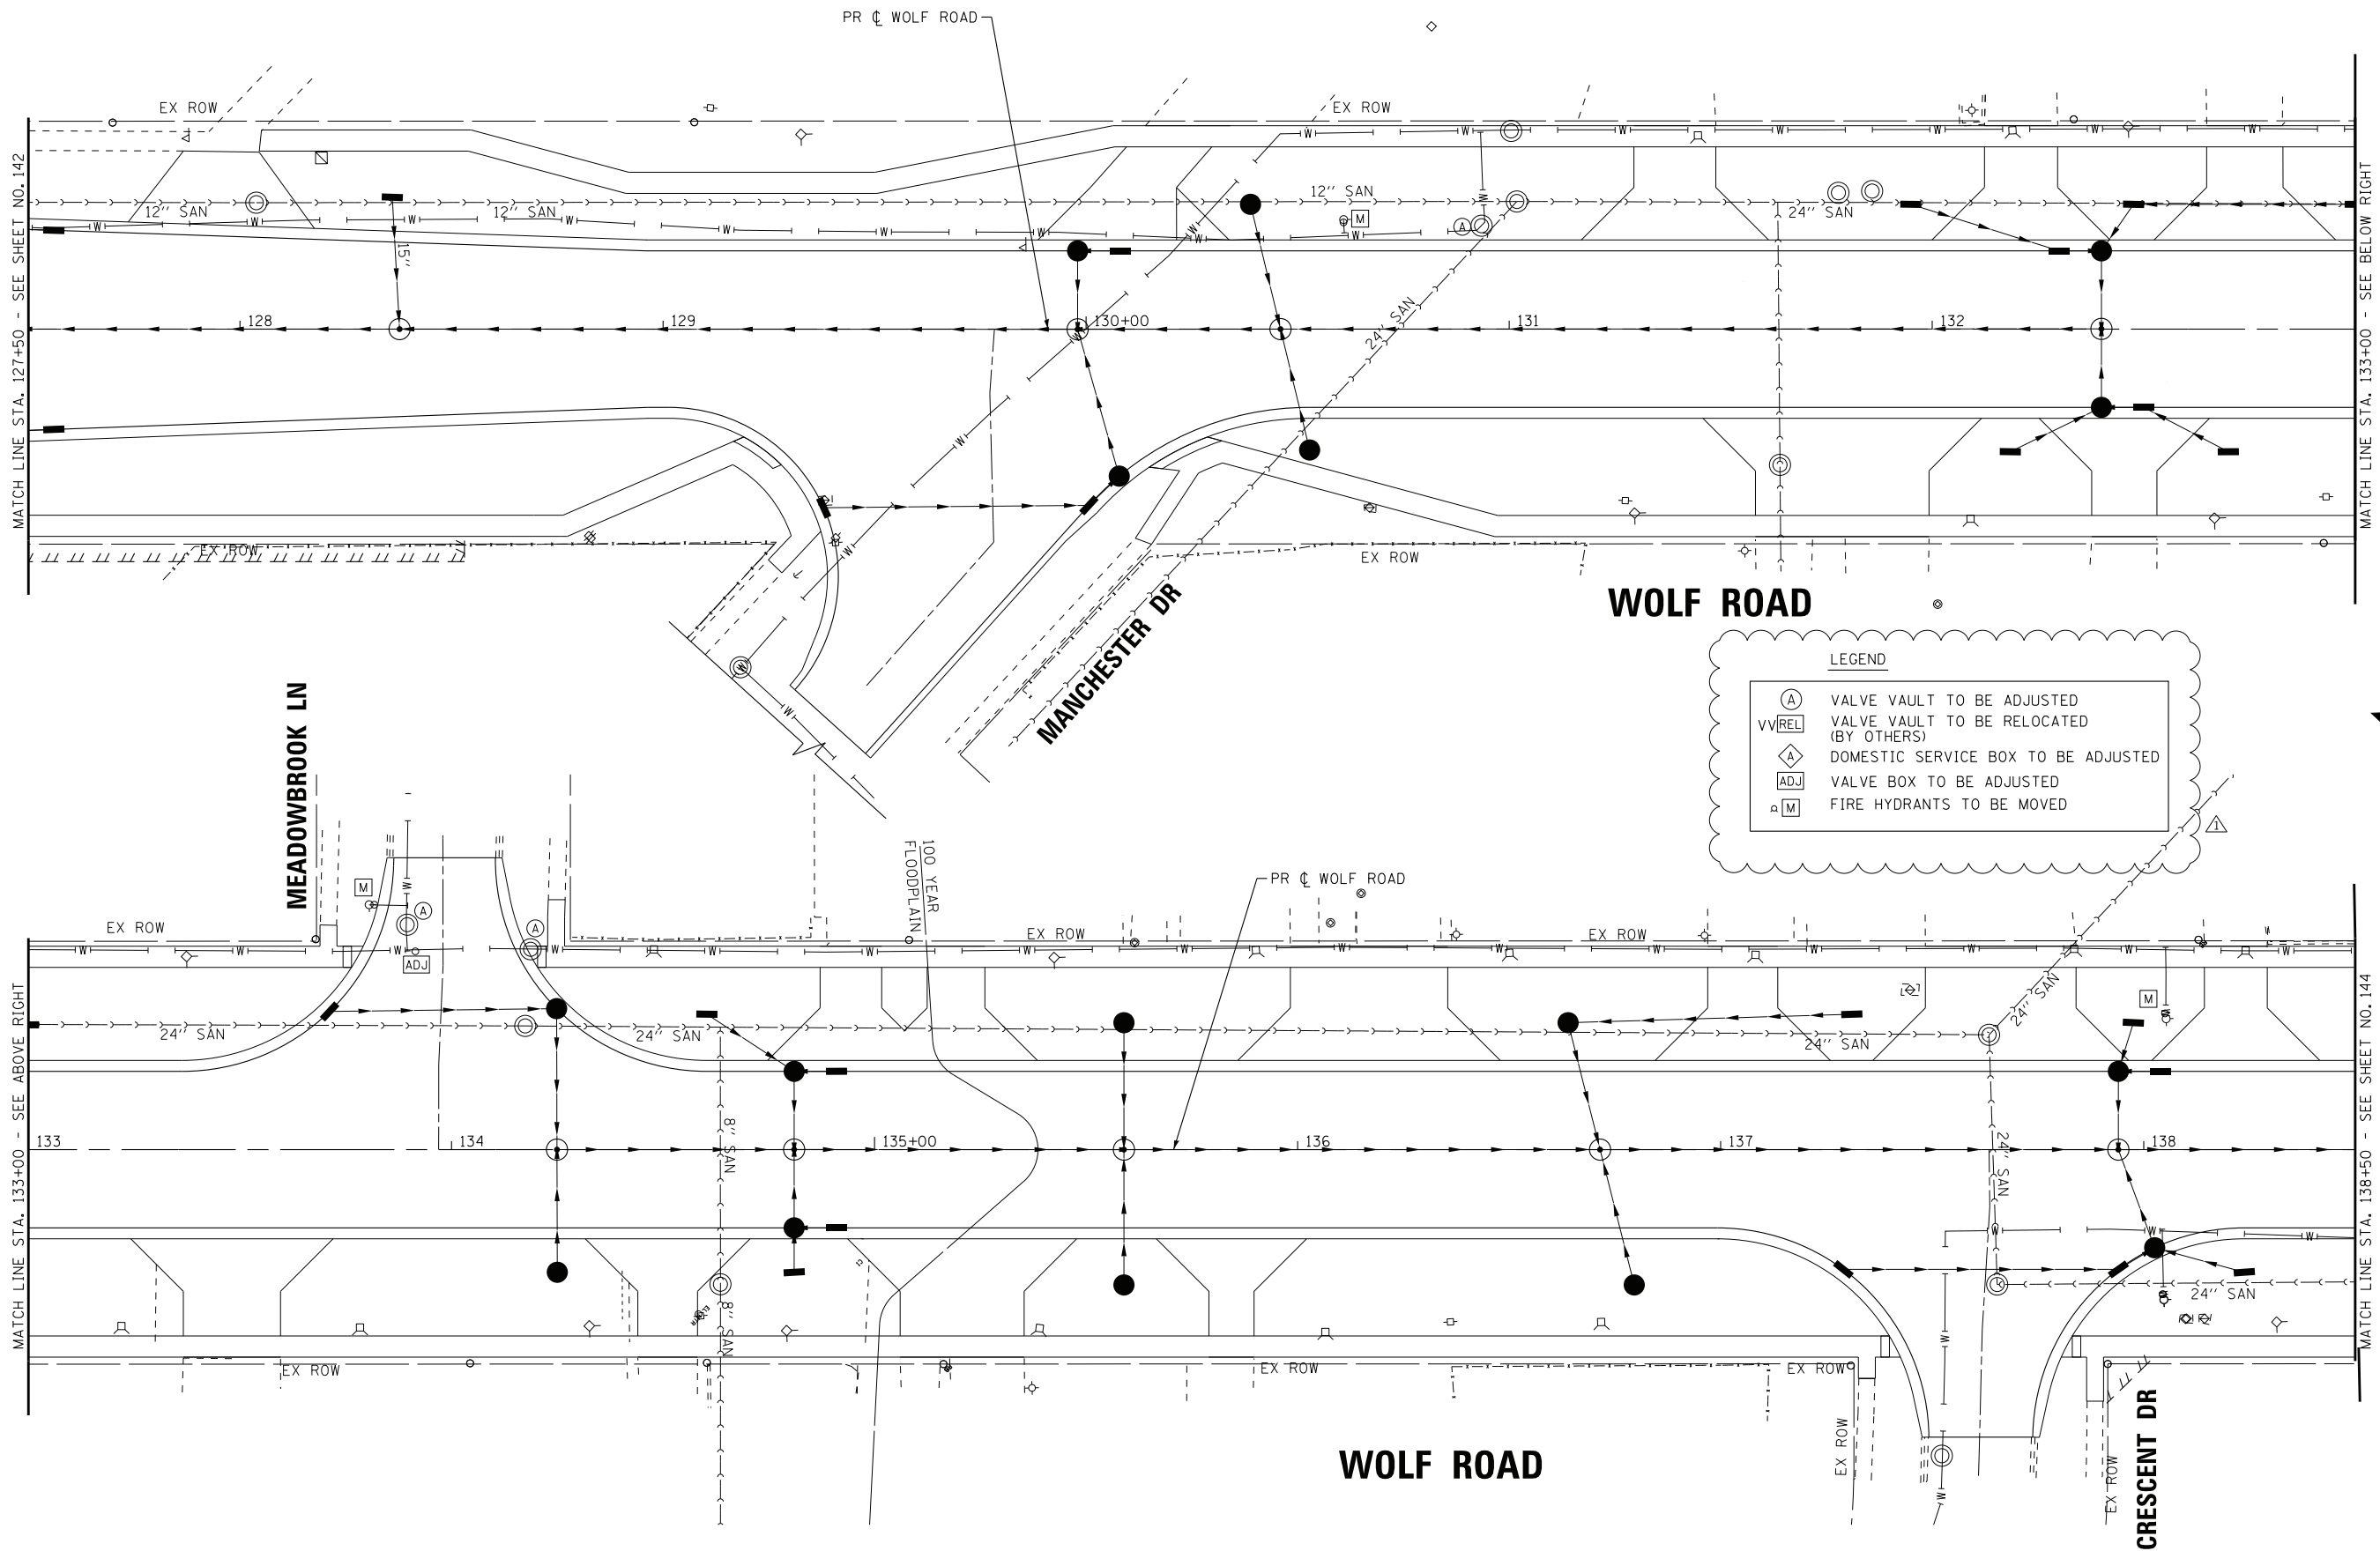 PR ℄ WOLF ROAD
EX ROW
EX ROW
MATCH LINE STA. 127+50 - SEE SHEET NO. 142
MATCH LINE STA. 133+00 - SEE BELOW RIGHT
W W W W W W W
12'' SAN
12'' SAN
12'' SAN
24'' SAN
W W W W W W W W W W
A
M
W
W
15''
24'' SAN
128
129
130+00
131
132
W
W
W
EX ROW
EX ROW
WOLF ROAD
MANCHESTER DR
W
W
LEGEND
A VALVE VAULT TO BE ADJUSTED
VV REL VALVE VAULT TO BE RELOCATED
(BY OTHERS)
A DOMESTIC SERVICE BOX TO BE ADJUSTED
ADJ VALVE BOX TO BE ADJUSTED
M FIRE HYDRANTS TO BE MOVED
1
MEADOWBROOK LN
100 YEAR
FLOODPLAIN
PR ℄ WOLF ROAD
M
W
A
A
EX ROW
EX ROW
EX ROW
W W W W W W W W W W W W W W W
ADJ
M
W
MATCH LINE STA. 133+00 - SEE ABOVE RIGHT
MATCH LINE STA. 138+50 - SEE SHEET NO. 144
24'' SAN
24'' SAN
24'' SAN
24'' SAN
133
134
135+00
136
137
138
8'' SAN
24'' SAN
W W W
24'' SAN
8'' SAN
W
EX ROW
EX ROW
EX ROW
EX ROW
EX ROW
W
CRESCENT DR
WOLF ROAD